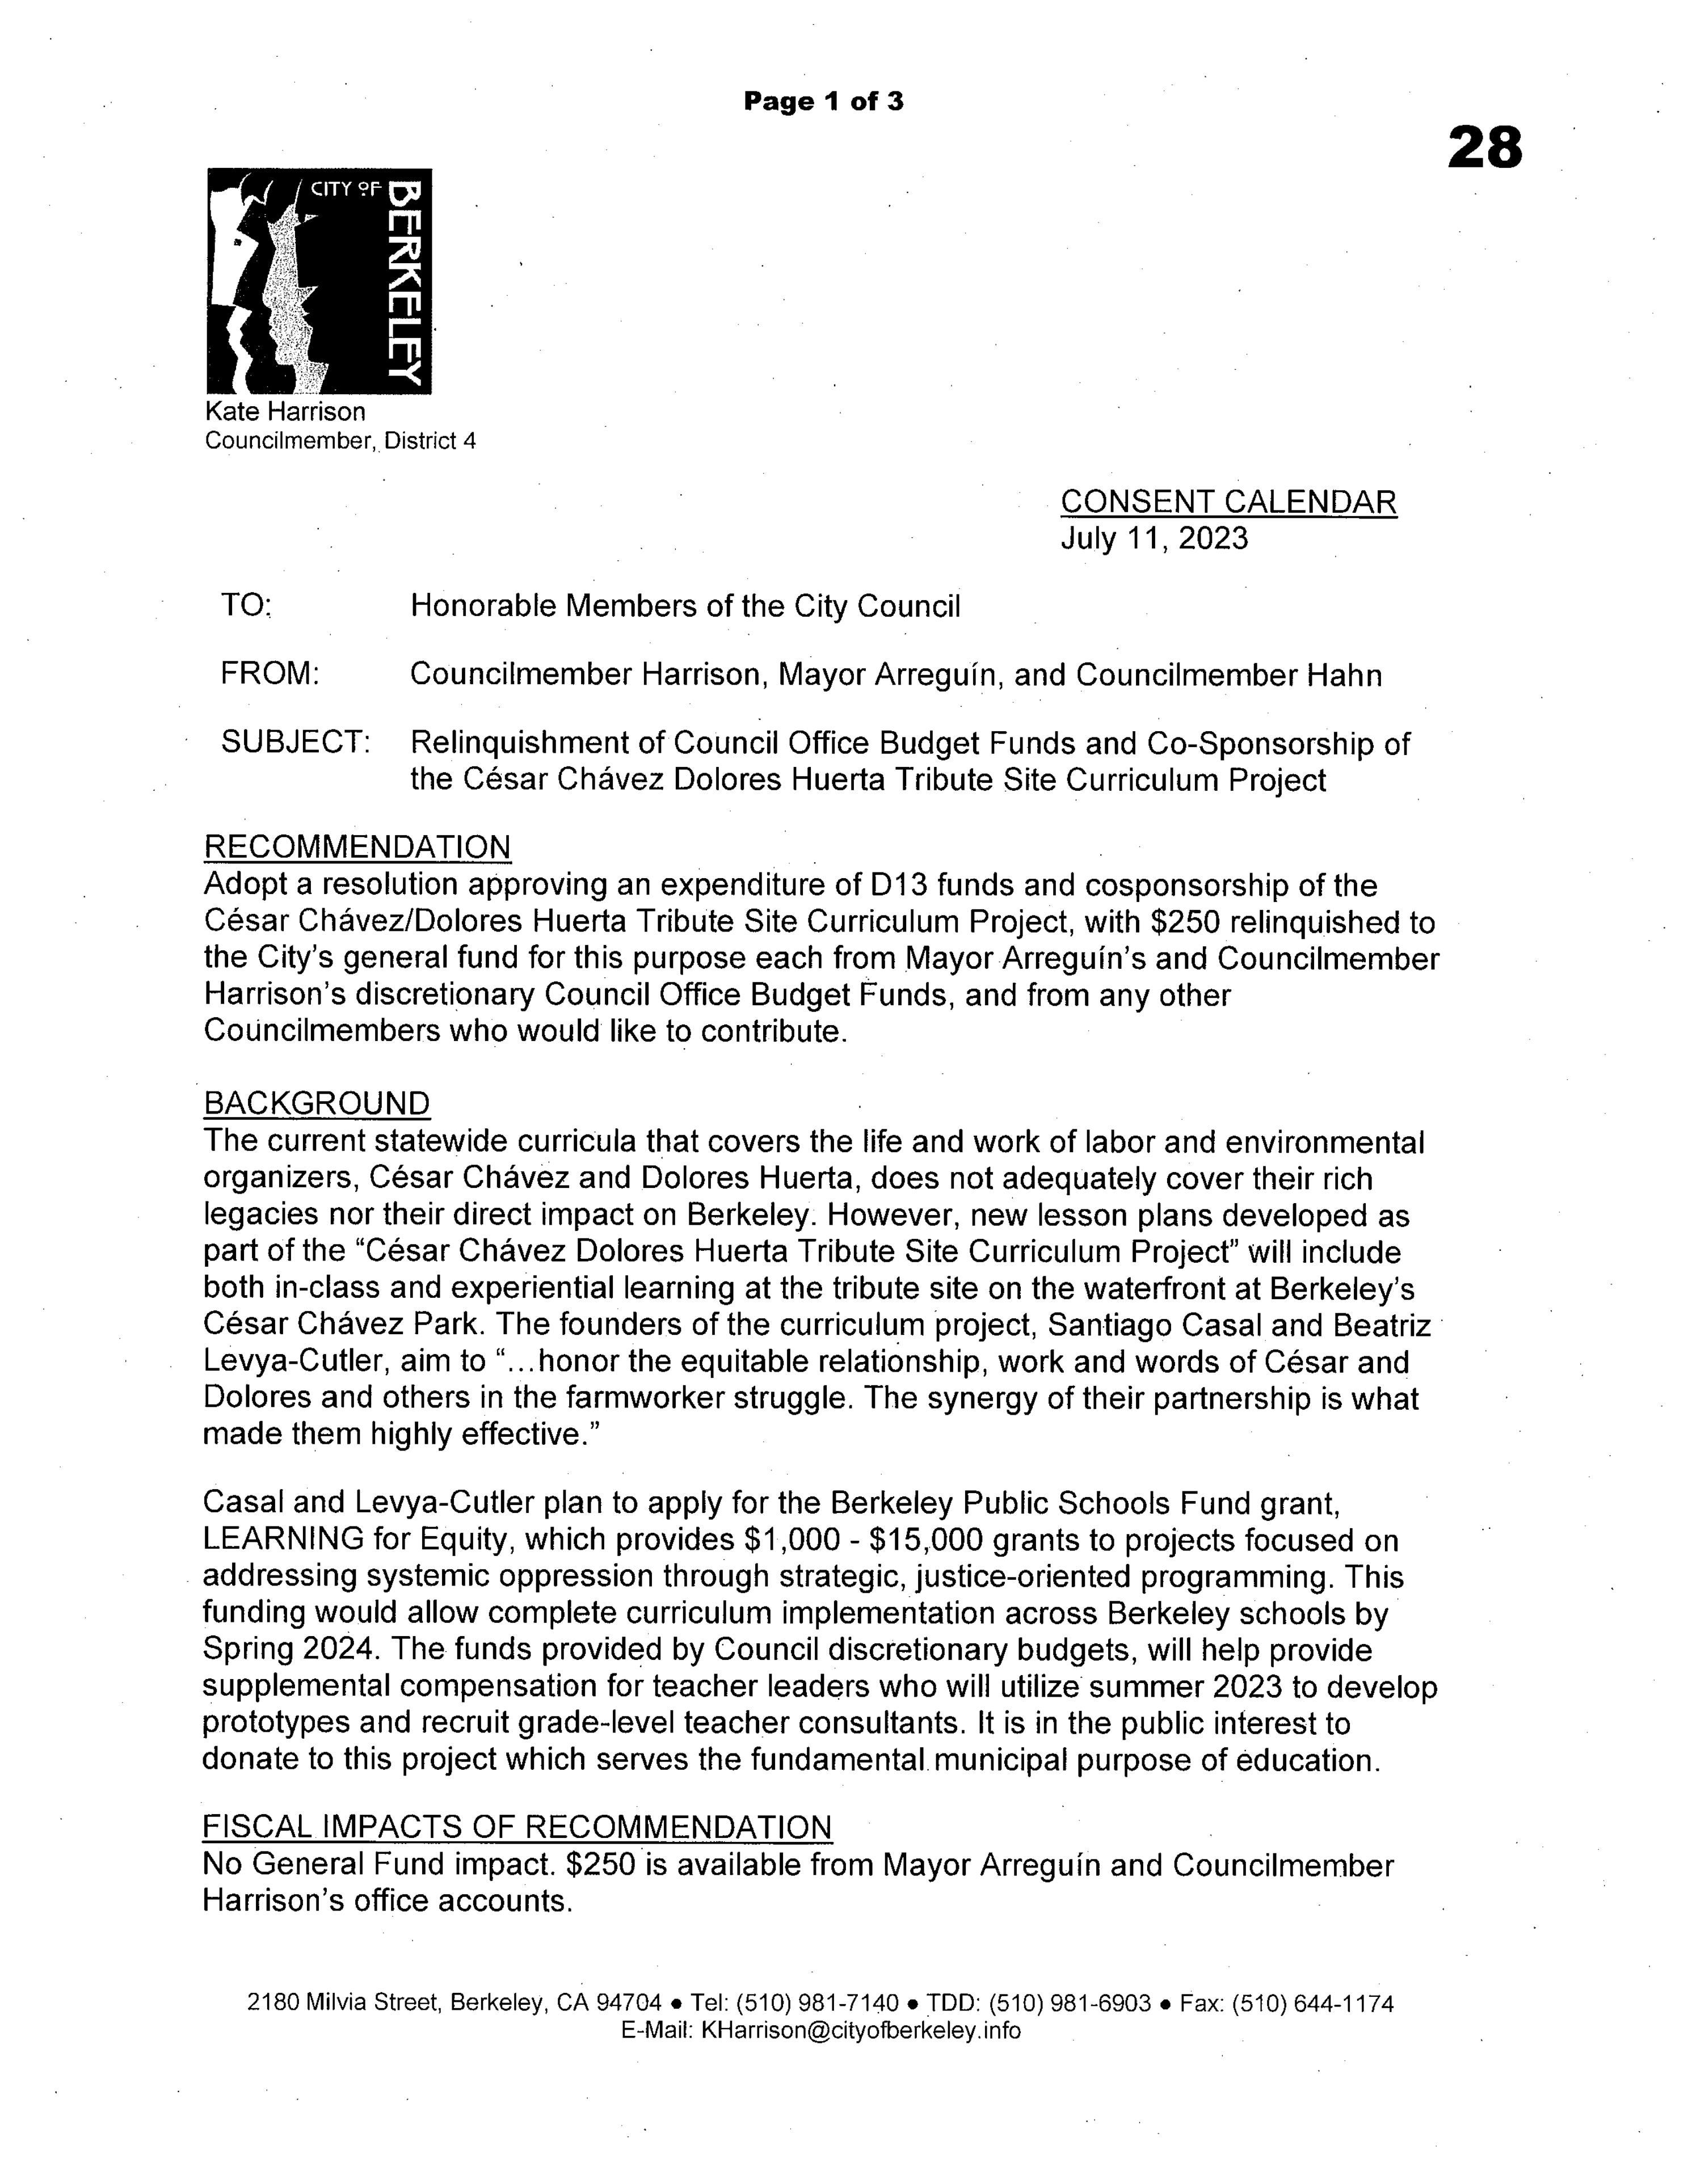 Page 1 of 3
28
CITY OF
BERKELEY
Kate Harrison
Councilmember, District 4
CONSENT CALENDAR
July 11, 2023
TO: Honorable Members of the City Council
FROM: Councilmember Harrison, Mayor Arreguín, and Councilmember Hahn
SUBJECT: Relinquishment of Council Office Budget Funds and Co-Sponsorship of
the César Chávez Dolores Huerta Tribute Site Curriculum Project
RECOMMENDATION
Adopt a resolution approving an expenditure of D13 funds and cosponsorship of the
César Chávez/Dolores Huerta Tribute Site Curriculum Project, with $250 relinquished to
the City's general fund for this purpose each from Mayor Arreguín's and Councilmember
Harrison's discretionary Council Office Budget Funds, and from any other
Councilmembers who would like to contribute.
BACKGROUND
The current statewide curricula that covers the life and work of labor and environmental
organizers, César Chávez and Dolores Huerta, does not adequately cover their rich
legacies nor their direct impact on Berkeley. However, new lesson plans developed as
part of the “César Chávez Dolores Huerta Tribute Site Curriculum Project” will include
both in-class and experiential learning at the tribute site on the waterfront at Berkeley's
César Chávez Park. The founders of the curriculum project, Santiago Casal and Beatriz
Levya-Cutler, aim to “...honor the equitable relationship, work and words of César and
Dolores and others in the farmworker struggle. The synergy of their partnership is what
made them highly effective.”
Casal and Levya-Cutler plan to apply for the Berkeley Public Schools Fund grant,
LEARNING for Equity, which provides $1,000 - $15,000 grants to projects focused on
addressing systemic oppression through strategic, justice-oriented programming. This
funding would allow complete curriculum implementation across Berkeley schools by
Spring 2024. The funds provided by Council discretionary budgets, will help provide
supplemental compensation for teacher leaders who will utilize summer 2023 to develop
prototypes and recruit grade-level teacher consultants. It is in the public interest to
donate to this project which serves the fundamental municipal purpose of education.
FISCAL IMPACTS OF RECOMMENDATION
No General Fund impact. $250 is available from Mayor Arreguín and Councilmember
Harrison's office accounts.
2180 Milvia Street, Berkeley, CA 94704 ● Tel: (510) 981-7140 ● TDD: (510) 981-6903 ● Fax: (510) 644-1174
E-Mail: KHarrison@cityofberkeley.info